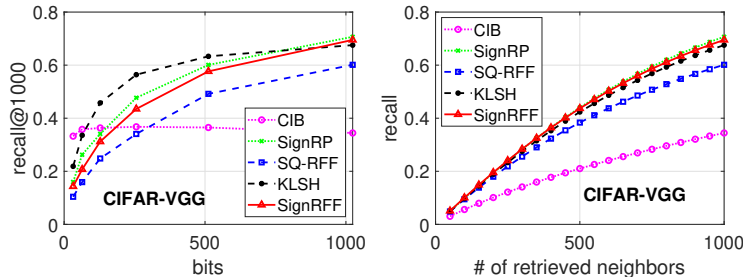 recall@1000
0.8
0.6
0.4
0.2
0
0
500
1000
bits
CIFAR-VGG
CIB
SignRP
SQ-RFF
KLSH
SignRFF
recall
0.8
0.6
0.4
0.2
0
500
1000
# of retrieved neighbors
CIFAR-VGG
CIB
SignRP
SQ-RFF
KLSH
SignRFF